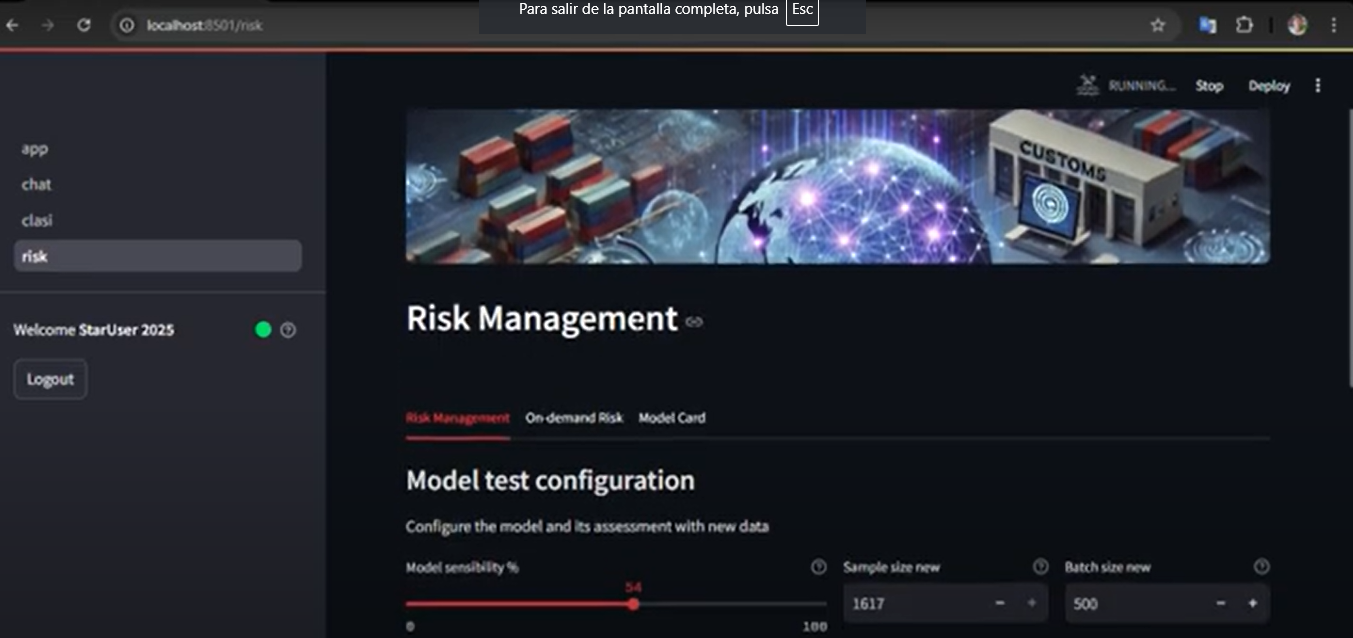 Para salir de la pantalla completa, pulsa Esc
localhost:8501/risk
RUNNING... Stop Deploy
app
chat
clasi
risk
Welcome StarUser 2025
Logout
CUSTOMS
Risk Management
Risk Management On-demand Risk Model Card
Model test configuration
Configure the model and its assessment with new data
Model sensibility % Sample size new Batch size new
54
1617 500
0 100